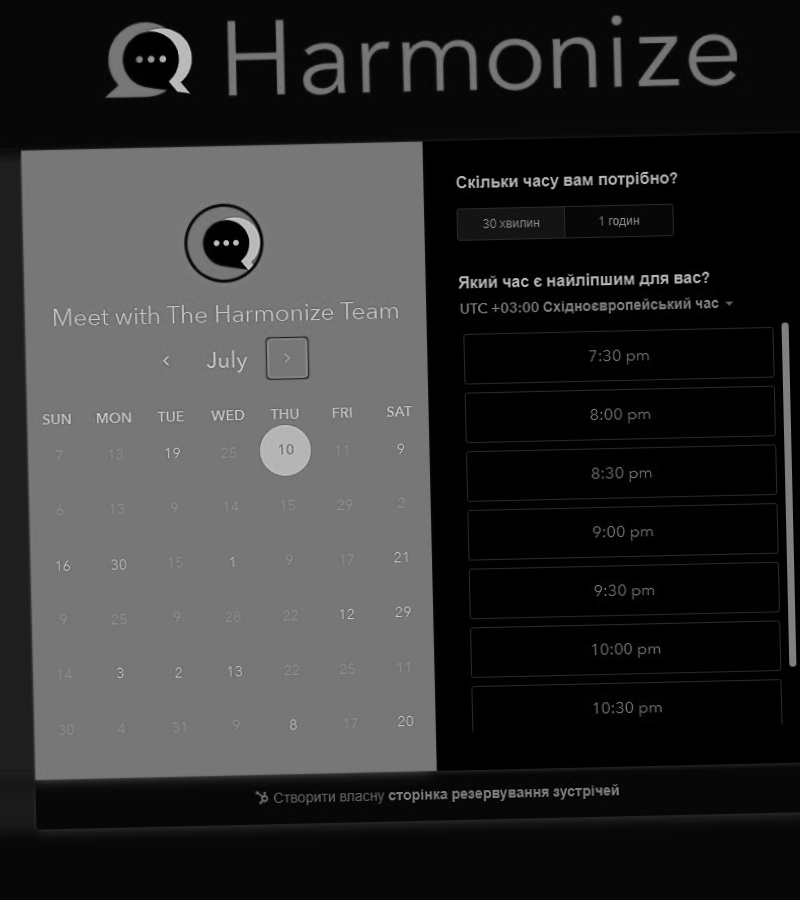 Harmonize
Meet with The Harmonize Team
July
SUN MON TUE WED THU FRI SAT
7 13 19 25 10 11 9
6 13 9 14 15 29 2
16 30 15 1 9 17 21
9 25 9 28 22 12 29
14 3 2 13 22 25 11
30 4 31 9 8 17 20
Скільки часу вам потрібно?
30 хвилин 1 годин
Який час є найліпшим для вас?
UTC +03:00 Східноєвропейський час
7:30 pm
8:00 pm
8:30 pm
9:00 pm
9:30 pm
10:00 pm
10:30 pm
Створити власну сторінка резервування зустрічей